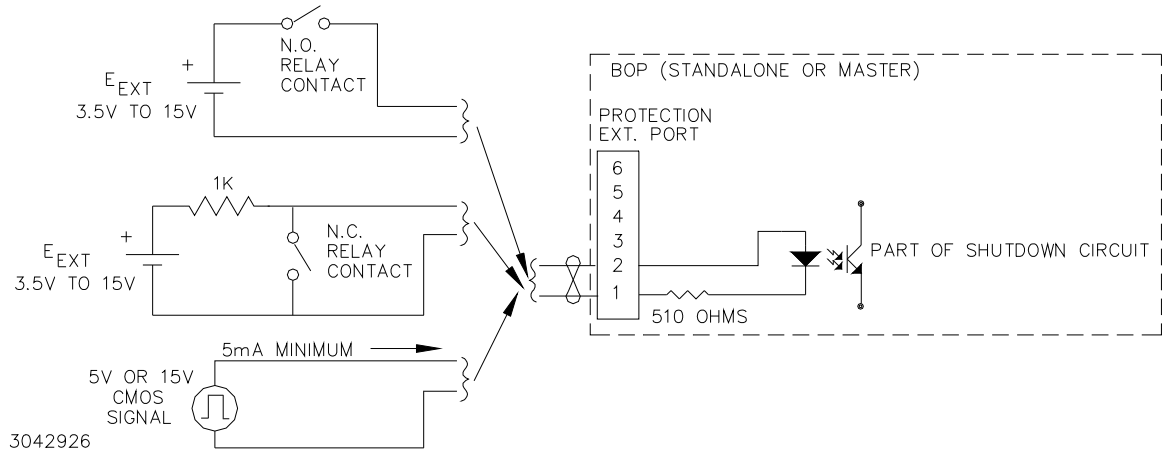 N.O.
RELAY
CONTACT
+
E EXT
3.5V TO 15V
1K
+
N.C.
RELAY
CONTACT
E EXT
3.5V TO 15V
5mA MINIMUM
5V OR 15V
CMOS
SIGNAL
3042926
BOP (STANDALONE OR MASTER)
PROTECTION
EXT. PORT
6
5
4
3
2
1
510 OHMS
PART OF SHUTDOWN CIRCUIT